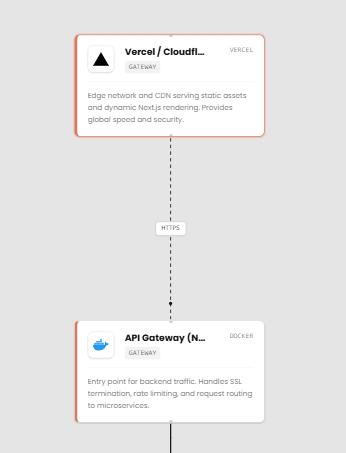 Vercel / Cloudfl...
VERCEL
GATEWAY
Edge network and CDN serving static assets
and dynamic Next.js rendering. Provides
global speed and security.
HTTPS
API Gateway (N...
DOCKER
GATEWAY
Entry point for backend traffic. Handles SSL
termination, rate limiting, and request routing
to microservices.